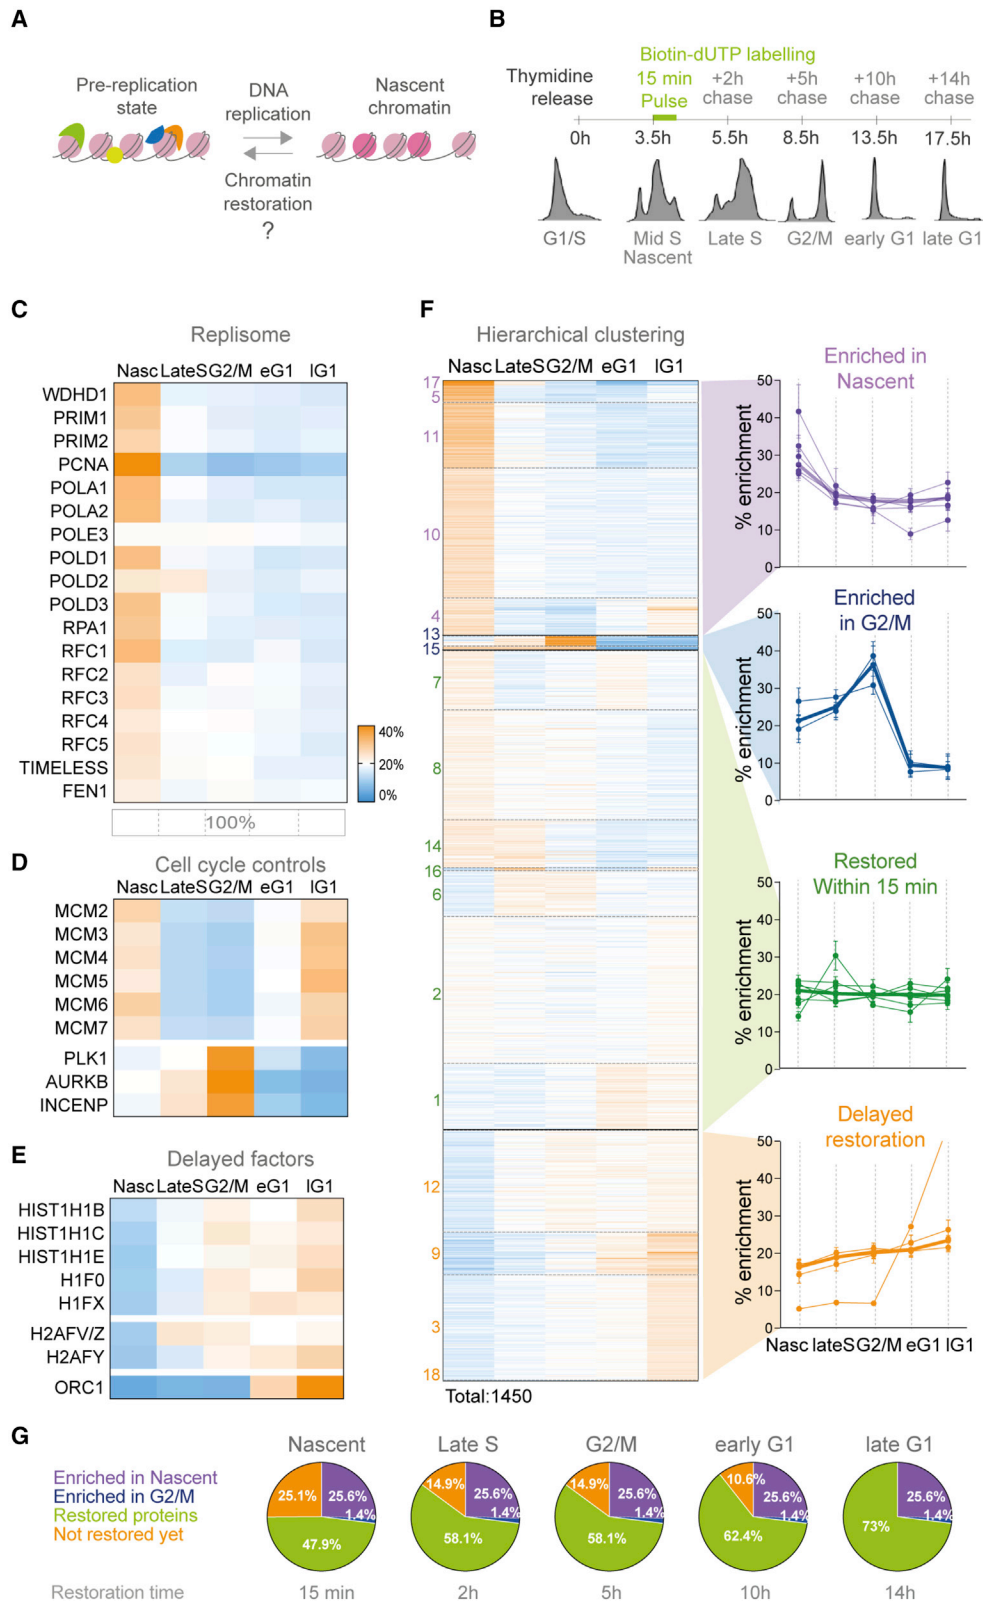 A
Pre-replication
state
DNA
replication
Nascent
chromatin
Chromatin
restoration
?
B
Biotin-dUTP labelling
Thymidine
release
15 min
Pulse
+2h
chase
+5h
chase
+10h
chase
+14h
chase
0h
3.5h
5.5h
8.5h
13.5h
17.5h
G1/S
Mid S
Nascent
Late S
G2/M
early G1
late G1
C
Replisome
Nasc LateS G2/M eG1 lG1
WDHD1
PRIM1
PRIM2
PCNA
POLA1
POLA2
POLE3
POLD1
POLD2
POLD3
RPA1
RFC1
RFC2
RFC3
RFC4
RFC5
TIMELESS
FEN1
100%
40%
20%
0%
D
Cell cycle controls
Nasc LateS G2/M eG1 lG1
MCM2
MCM3
MCM4
MCM5
MCM6
MCM7
PLK1
AURKB
INCENP
E
Delayed factors
Nasc LateS G2/M eG1 lG1
HIST1H1B
HIST1H1C
HIST1H1E
H1F0
H1FX
H2AFV/Z
H2AFY
ORC1
F
Hierarchical clustering
Nasc LateS G2/M eG1 lG1
17
5
11
10
4
13
15
7
8
14
16
6
2
1
12
9
3
18
Total:1450
Enriched in
Nascent
% enrichment
50
40
30
20
10
0
Enriched
in G2/M
% enrichment
50
40
30
20
10
0
Restored
Within 15 min
% enrichment
50
40
30
20
10
0
Delayed
restoration
% enrichment
50
40
30
20
10
0
Nasc lateS G2/M eG1 lG1
G
Enriched in Nascent
Enriched in G2/M
Restored proteins
Not restored yet
Nascent
25.1%
25.6%
1.4%
47.9%
Late S
14.9%
25.6%
1.4%
58.1%
G2/M
14.9%
25.6%
1.4%
58.1%
early G1
10.6%
25.6%
1.4%
62.4%
late G1
25.6%
1.4%
73%
Restoration time
15 min
2h
5h
10h
14h